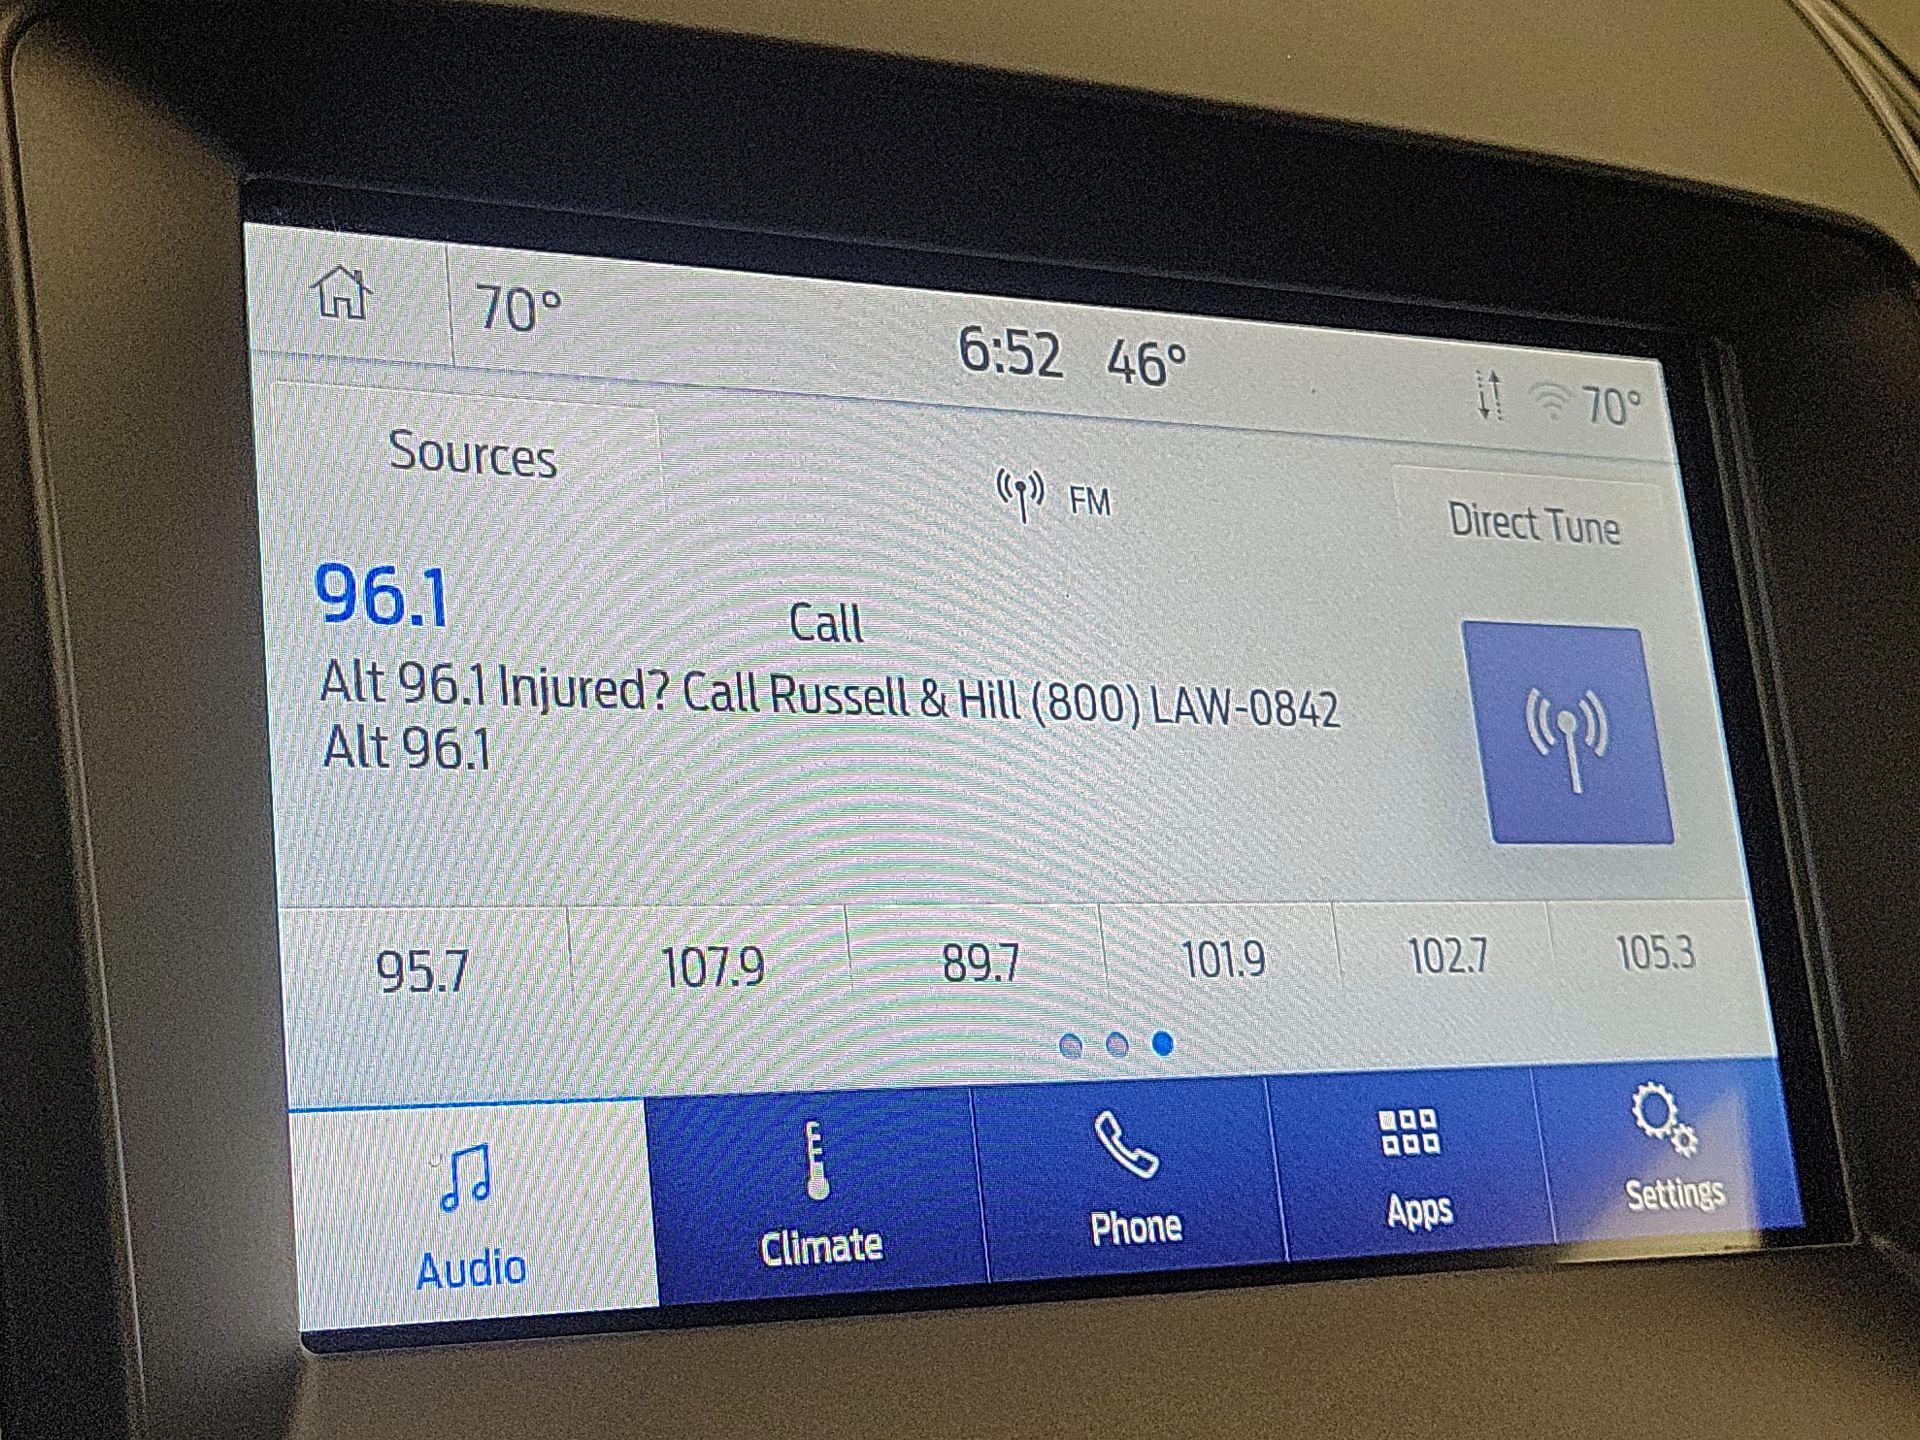 70° 6:52 46° 70°
Sources FM Direct Tune
96.1 Call
Alt 96.1 Injured? Call Russell & Hill (800) LAW-0842
Alt 96.1
95.7 107.9 89.7 101.9 102.7 105.3
Audio Climate Phone Apps Settings